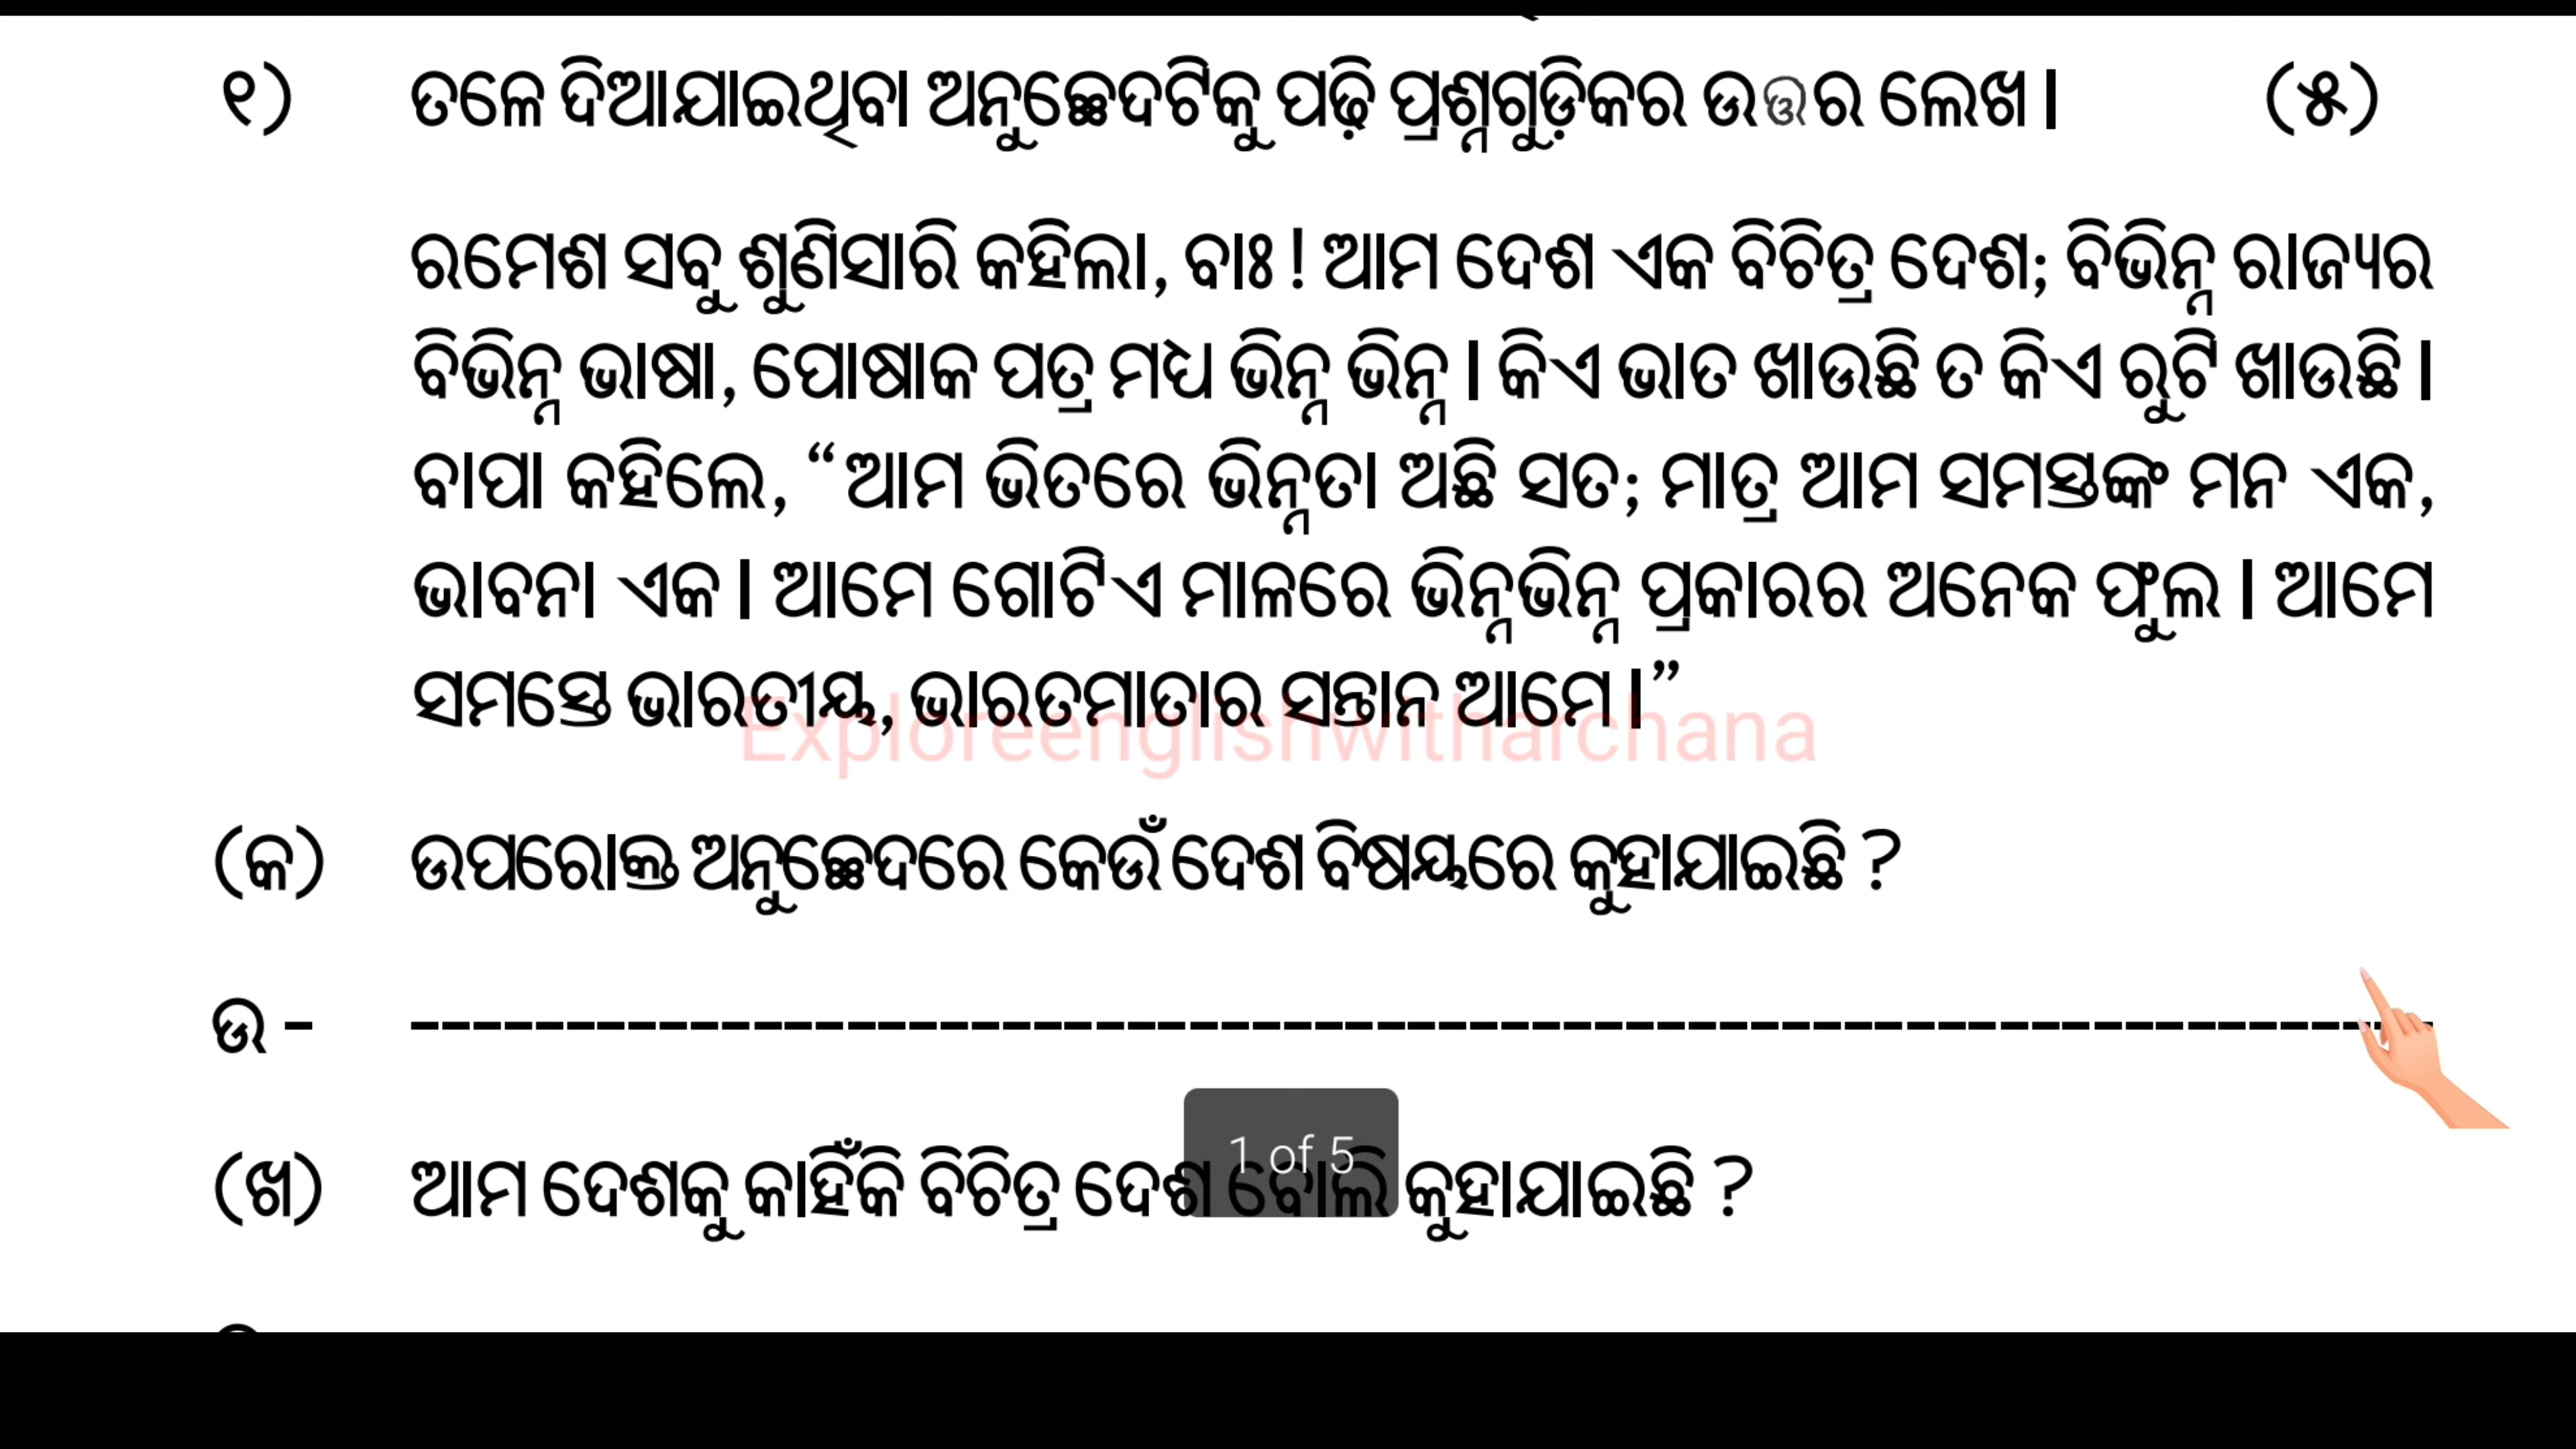 ୧) ତଳେ ଦିଆଯାଇଥିବା ଅନୁଚ୍ଛେଦଟିକୁ ପଢ଼ି ପ୍ରଶ୍ନଗୁଡ଼ିକର ଉତ୍ତର ଲେଖ । (୫)
ରମେଶ ସବୁ ଶୁଣିସାରି କହିଲା, ବାଃ ! ଆମ ଦେଶ ଏକ ବିଚିତ୍ର ଦେଶ; ବିଭିନ୍ନ ରାଜ୍ୟର
ବିଭିନ୍ନ ଭାଷା, ପୋଷାକ ପତ୍ର ମଧ୍ୟ ଭିନ୍ନ ଭିନ୍ନ । କିଏ ଭାତ ଖାଉଛି ତ କିଏ ରୁଟି ଖାଉଛି ।
ବାପା କହିଲେ, “ଆମ ଭିତରେ ଭିନ୍ନତା ଅଛି ସତ; ମାତ୍ର ଆମ ସମସ୍ତଙ୍କ ମନ ଏକ,
ଭାବନା ଏକ । ଆମେ ଗୋଟିଏ ମାଳରେ ଭିନ୍ନଭିନ୍ନ ପ୍ରକାରର ଅନେକ ଫୁଲ । ଆମେ
ସମସ୍ତେ ଭାରତୀୟ, ଭାରତମାତାର ସନ୍ତାନ ଆମେ ।”
Exploreenglishwitharchana
(କ) ଉପରୋକ୍ତ ଅନୁଚ୍ଛେଦରେ କେଉଁ ଦେଶ ବିଷୟରେ କୁହାଯାଇଛି ?
ଉ - ------------------------------------------------------------------
1 of 5
(ଖ) ଆମ ଦେଶକୁ କାହିଁକି ବିଚିତ୍ର ଦେଶ ବୋଲି କୁହାଯାଇଛି ?